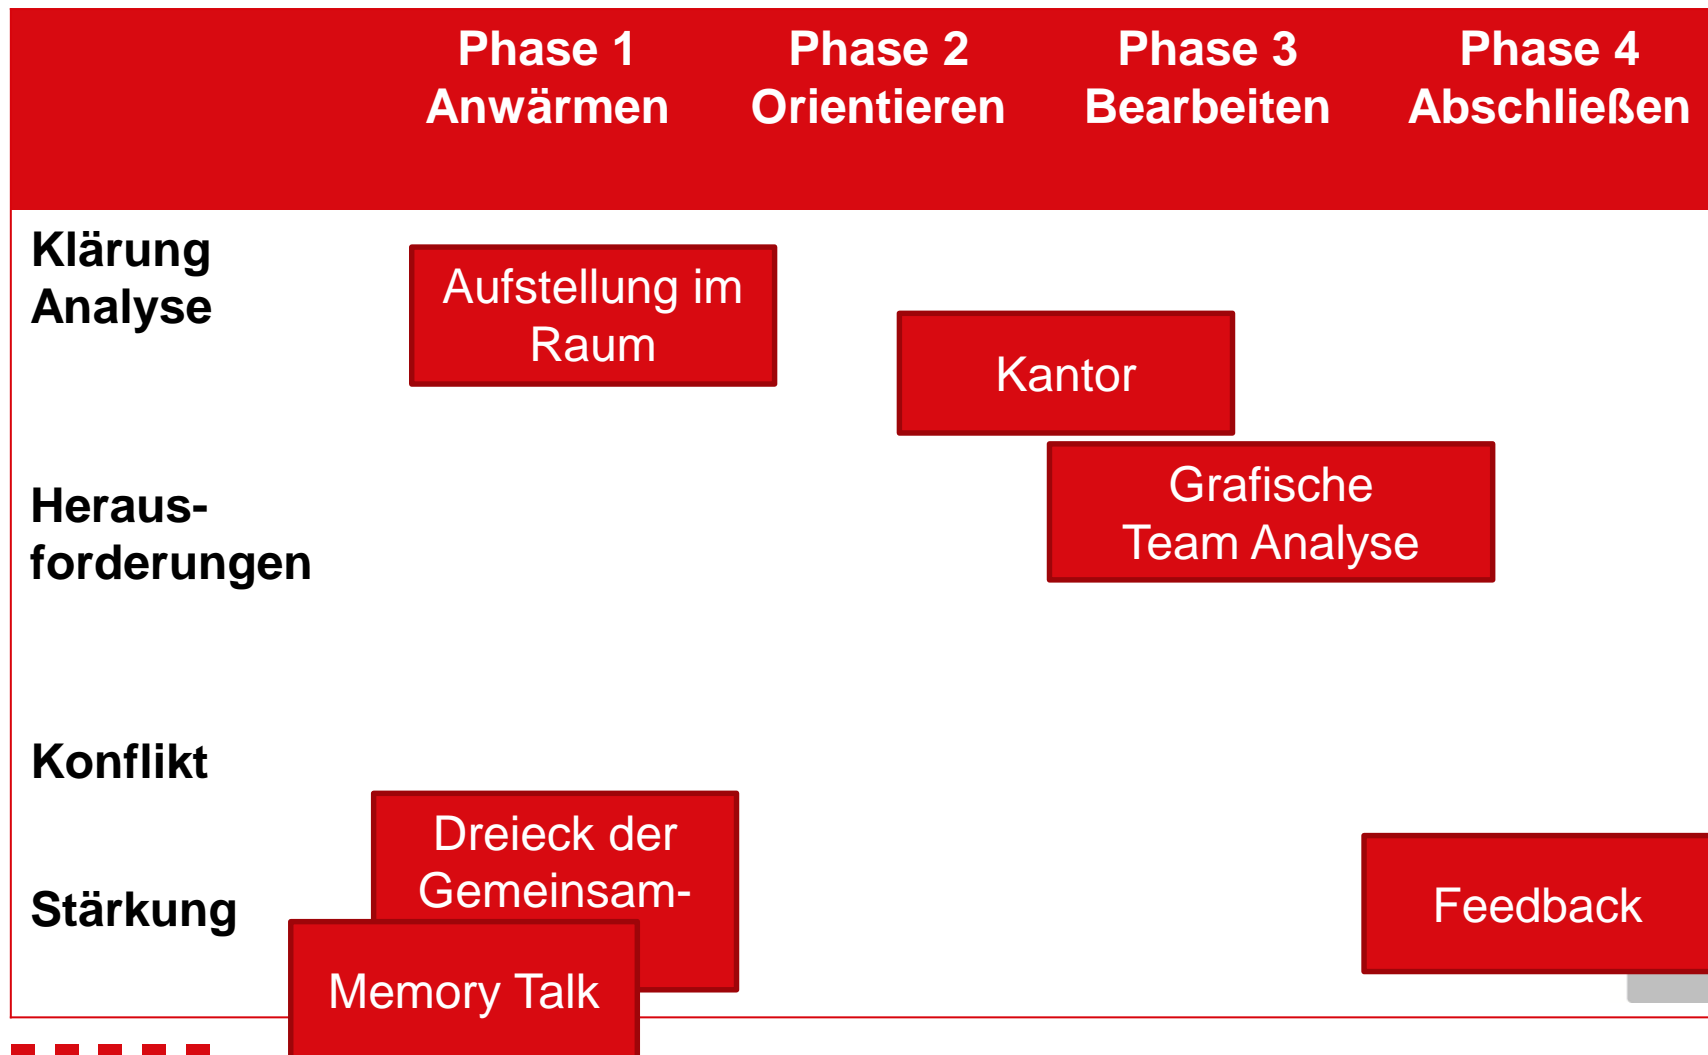 Phase 1
Anwärmen
Phase 2
Orientieren
Phase 3
Bearbeiten
Phase 4
Abschließen
Klärung
Analyse
Aufstellung im
Raum
Kantor
Heraus-
forderungen
Grafische
Team Analyse
Konflikt
Dreieck der
Gemeinsam-
Stärkung
Feedback
Memory Talk